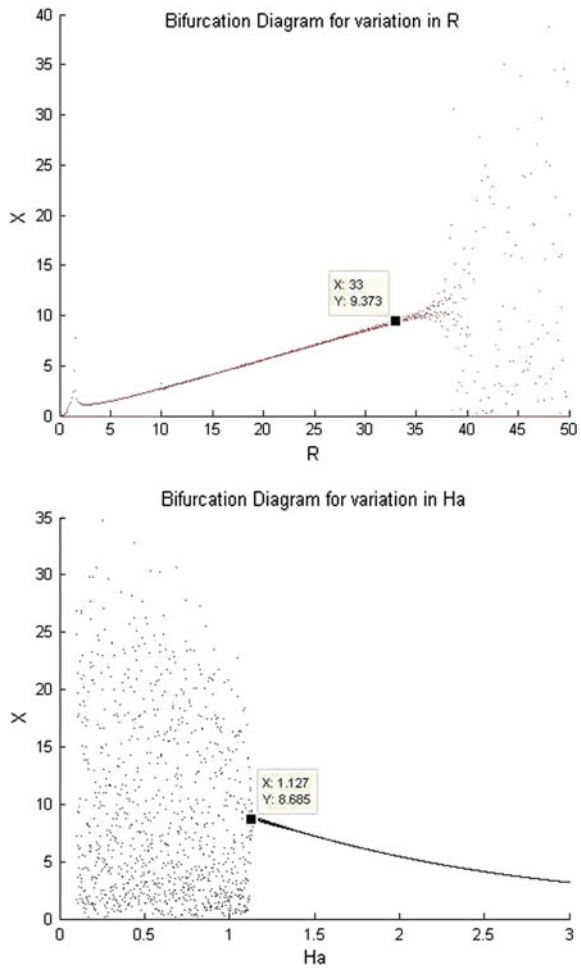 Bifurcation Diagram for variation in R
40
35
30
25
20
15
10
5
0
X
X: 33
Y: 9.373
0 5 10 15 20 25 30 35 40 45 50
R
Bifurcation Diagram for variation in Ha
35
30
25
20
15
10
5
0
X
X: 1.127
Y: 8.685
0 0.5 1 1.5 2 2.5 3
Ha